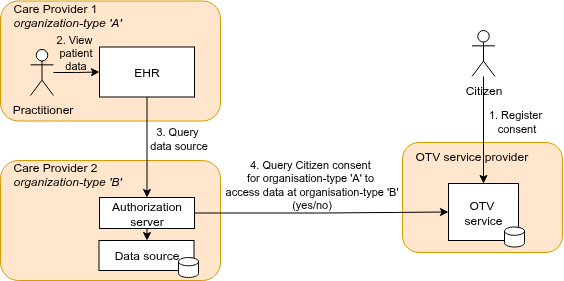 Care Provider 1
organization-type 'A'
2. View
patient
data
EHR
Practitioner
Citizen
1. Register
consent
3. Query
data source
Care Provider 2
organization-type 'B'
4. Query Citizen consent
for organisation-type 'A' to
access data at organisation-type 'B'
(yes/no)
OTV service provider
Authorization
server
OTV
service
Data source